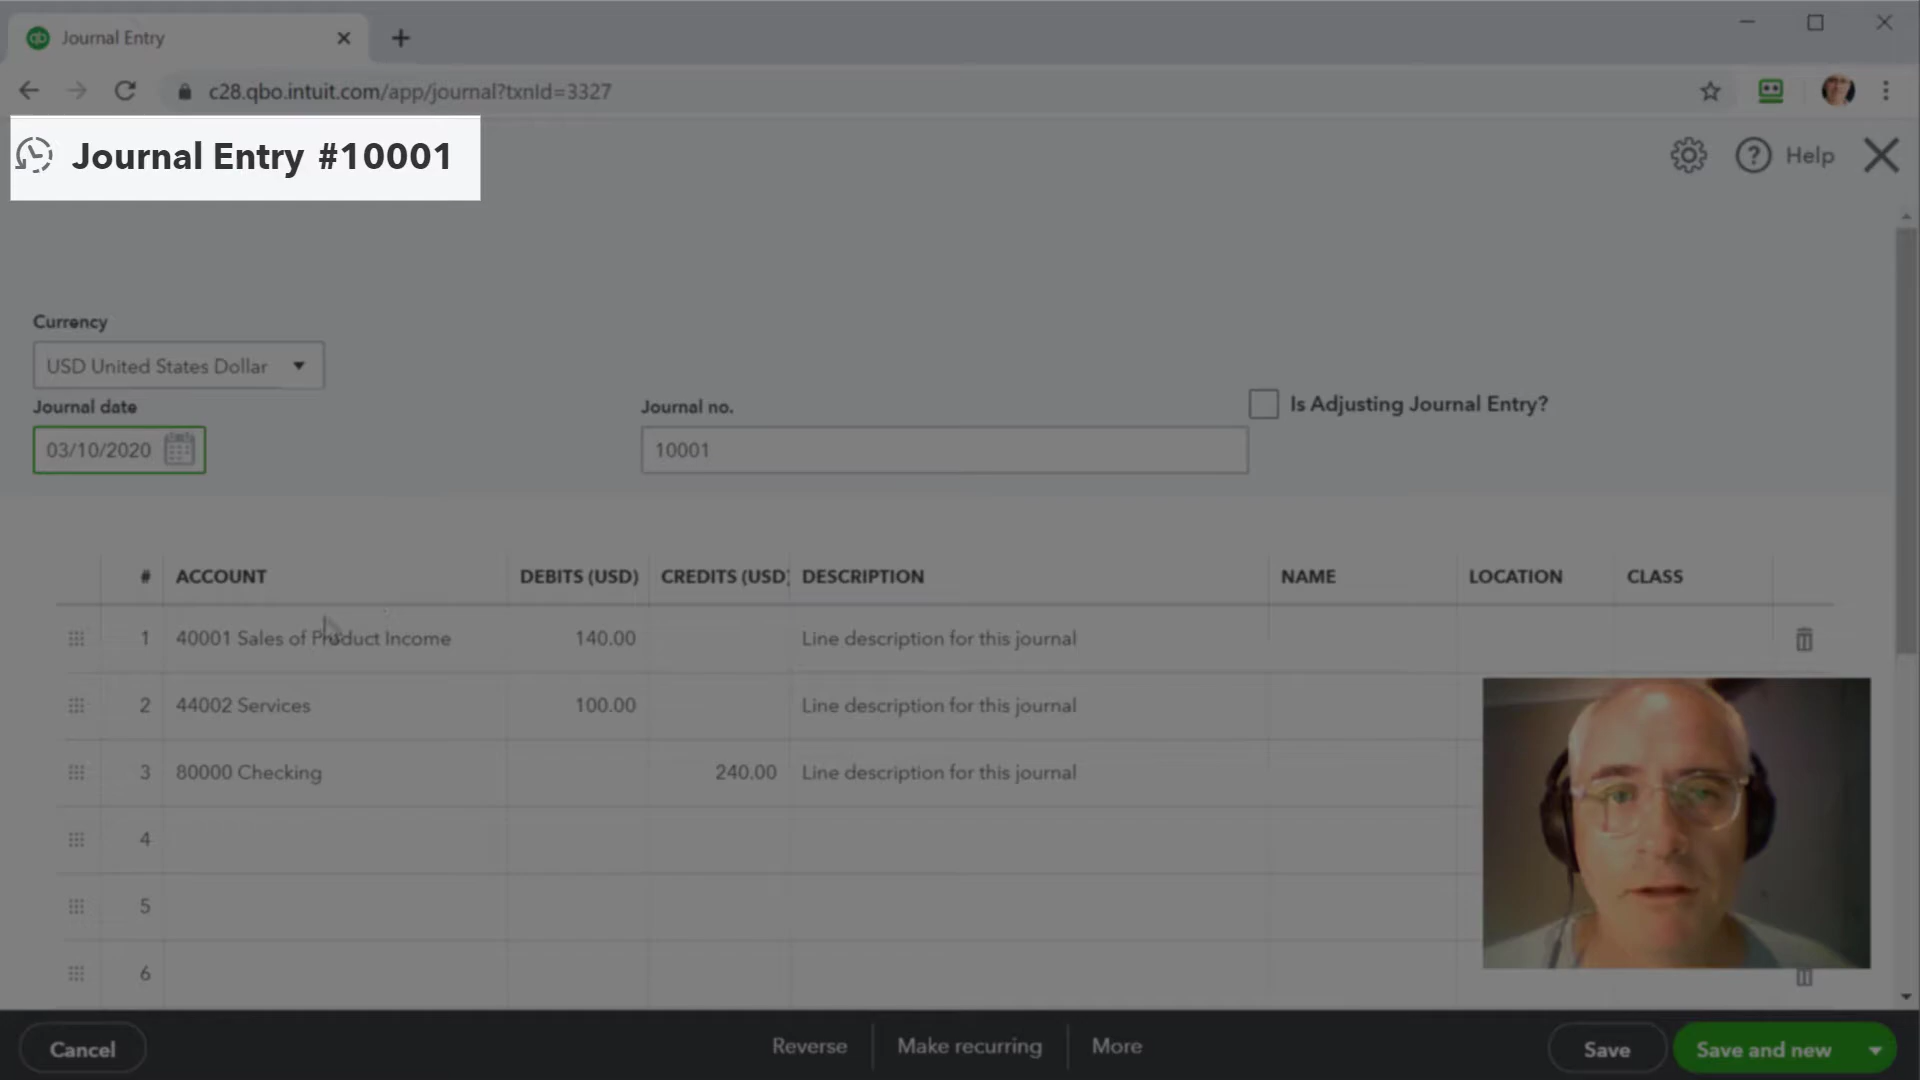 Journal Entry
c28.qbo.intuit.com/app/journal?txnId=3327
Journal Entry #10001
Help
Currency
USD United States Dollar
Journal date
Journal no.
Is Adjusting Journal Entry?
03/10/2020
10001
# ACCOUNT DEBITS (USD) CREDITS (USD) DESCRIPTION NAME LOCATION CLASS
1 40001 Sales of Product Income 140.00 Line description for this journal
2 44002 Services 100.00 Line description for this journal
3 80000 Checking 240.00 Line description for this journal
4
5
6
Cancel Reverse Make recurring More Save Save and new